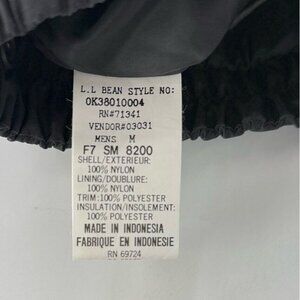 L.L BEAN STYLE NO:
0K38010004
RN#71341
VENDOR#03031
MENS M
F7 SM 8200
SHELL/EXTERIEUR:
100% NYLON
LINING/DOUBLURE:
100% NYLON
TRIM:100% POLYESTER
INSULATION/INSOLEMENT:
100% POLYESTER
MADE IN INDONESIA
FABRIQUE EN INDONESIE
RN 69724